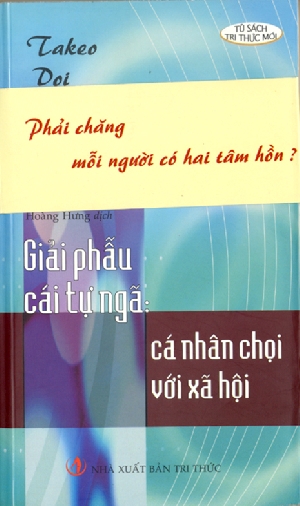 Takeo
Doi
TỦ SÁCH
TRI THỨC MỚI
Phải chăng
mỗi người có hai tâm hồn ?
Hoàng Hưng dịch
Giải phẫu
cái tự ngã:
cá nhân chọi
với xã hội
NHÀ XUẤT BẢN TRI THỨC